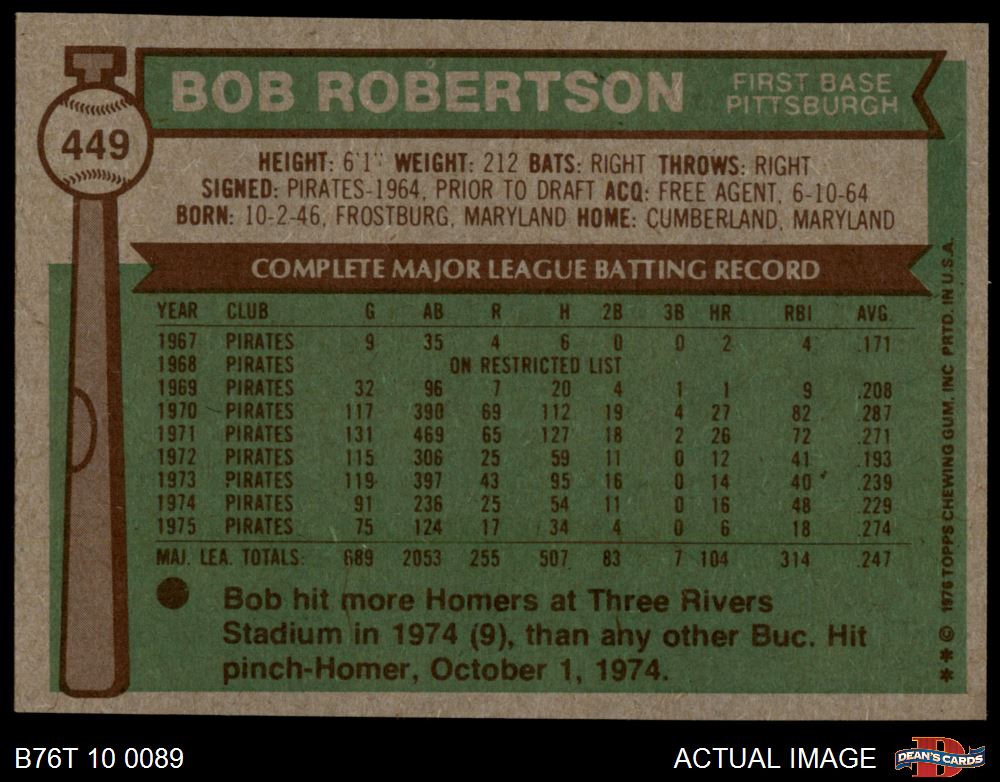 BOB ROBERTSON FIRST BASE
PITTSBURGH
449
HEIGHT: 6'1" WEIGHT: 212 BATS: RIGHT THROWS: RIGHT
SIGNED: PIRATES-1964, PRIOR TO DRAFT ACQ: FREE AGENT, 6-10-64
BORN: 10-2-46, FROSTBURG, MARYLAND HOME: CUMBERLAND, MARYLAND
COMPLETE MAJOR LEAGUE BATTING RECORD
YEAR CLUB G AB R H 2B 3B HR RBI AVG.
1967 PIRATES 9 35 4 6 0 0 2 4 .171
1968 PIRATES ON RESTRICTED LIST
1969 PIRATES 32 96 7 20 4 1 1 9 .208
1970 PIRATES 117 390 69 112 19 4 27 82 .287
1971 PIRATES 131 469 65 127 18 2 26 72 .271
1972 PIRATES 115 306 25 59 11 0 12 41 .193
1973 PIRATES 119 397 43 95 16 0 14 40 .239
1974 PIRATES 91 236 25 54 11 0 16 48 .229
1975 PIRATES 75 124 17 34 4 0 6 18 .274
MAJ. LEA. TOTALS: 689 2053 255 507 83 7 104 314 .247
Bob hit more Homers at Three Rivers
Stadium in 1974 (9), than any other Buc. Hit
pinch-Homer, October 1, 1974.
** © 1976 TOPPS CHEWING GUM, INC PRTD. IN U.S.A.
B76T 10 0089 ACTUAL IMAGE D DEAN'S CARDS